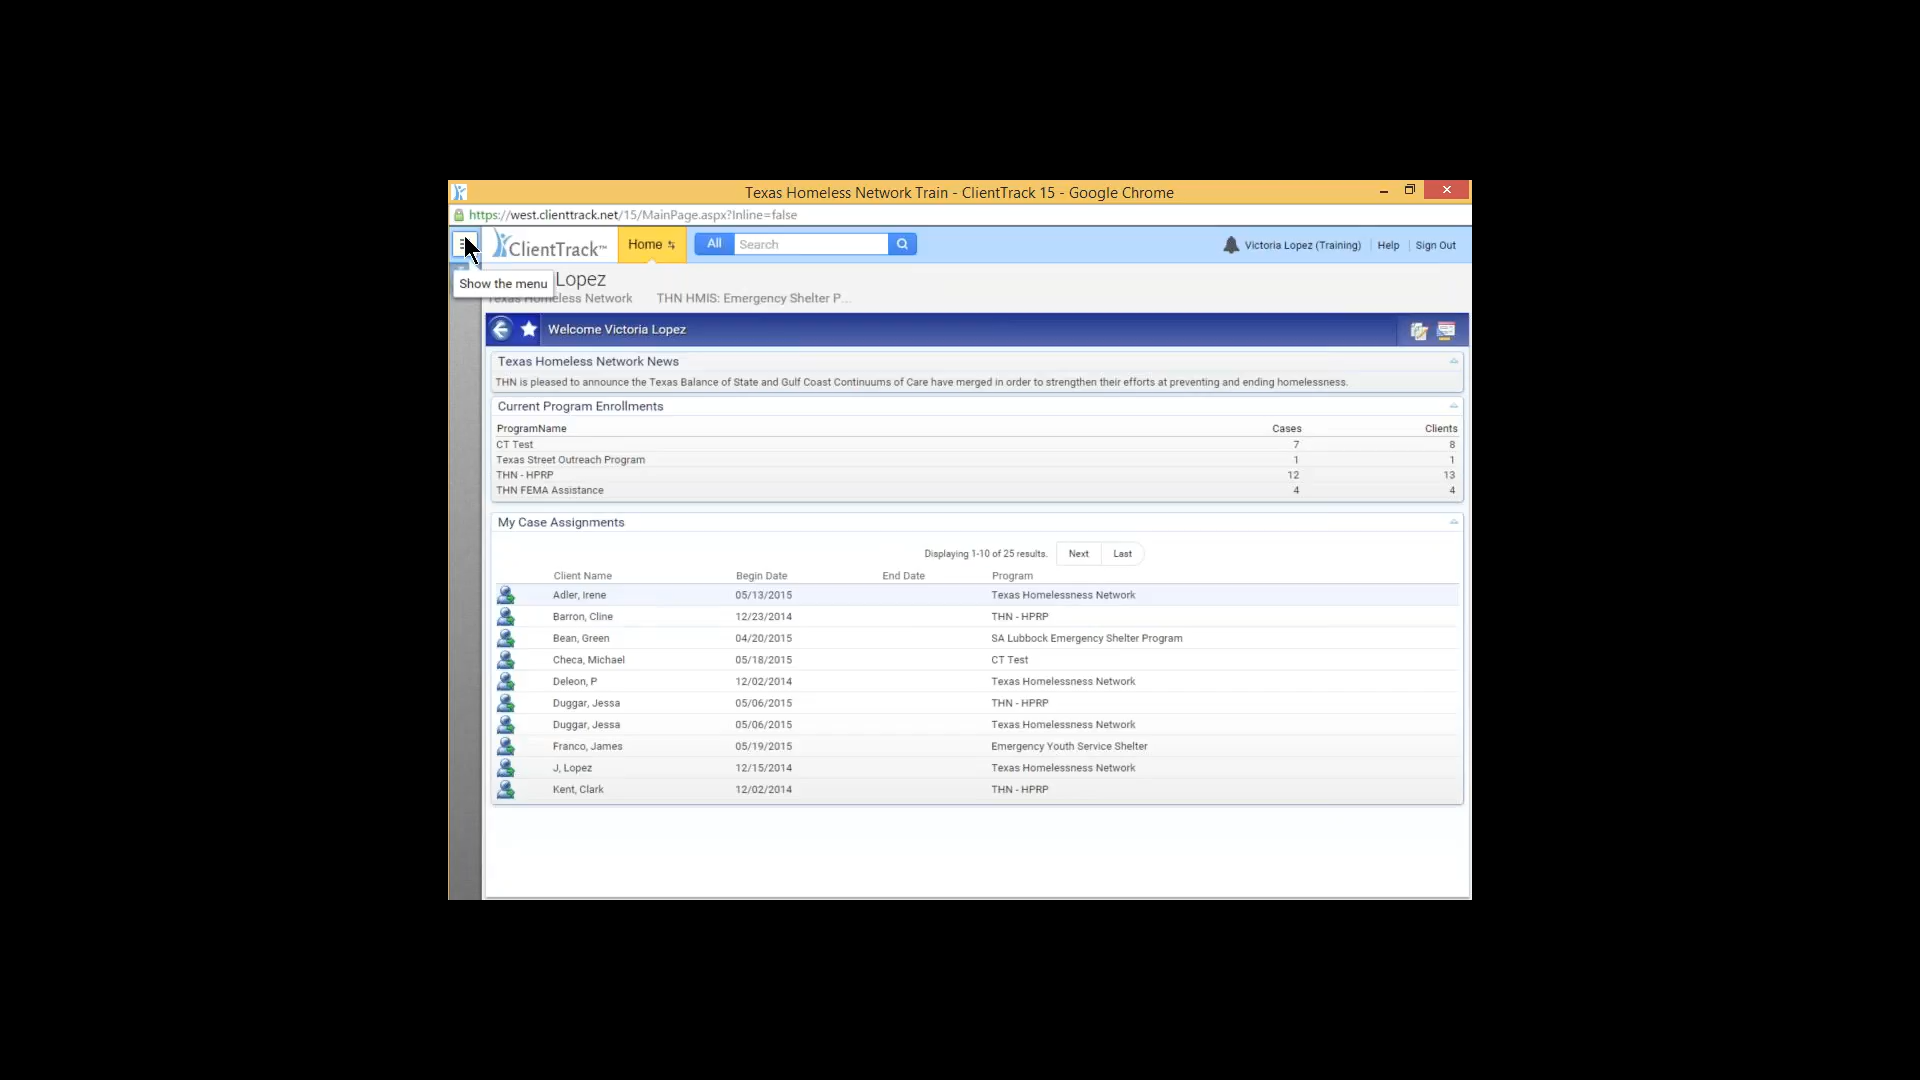 Texas Homeless Network Train - ClientTrack 15 - Google Chrome
https://west.clienttrack.net/15/MainPage.aspx?Inline=false
ClientTrack™ Home All Search Victoria Lopez (Training) Help Sign Out
Show the menu Lopez
Texas Homeless Network THN HMIS: Emergency Shelter P...
Welcome Victoria Lopez
Texas Homeless Network News
THN is pleased to announce the Texas Balance of State and Gulf Coast Continuums of Care have merged in order to strengthen their efforts at preventing and ending homelessness.
Current Program Enrollments
ProgramName Cases Clients
CT Test 7 8
Texas Street Outreach Program 1 1
THN - HPRP 12 13
THN FEMA Assistance 4 4
My Case Assignments
Displaying 1-10 of 25 results. Next Last
Client Name Begin Date End Date Program
Adler, Irene 05/13/2015 Texas Homelessness Network
Barron, Cline 12/23/2014 THN - HPRP
Bean, Green 04/20/2015 SA Lubbock Emergency Shelter Program
Checa, Michael 05/18/2015 CT Test
Deleon, P 12/02/2014 Texas Homelessness Network
Duggar, Jessa 05/06/2015 THN - HPRP
Duggar, Jessa 05/06/2015 Texas Homelessness Network
Franco, James 05/19/2015 Emergency Youth Service Shelter
J, Lopez 12/15/2014 Texas Homelessness Network
Kent, Clark 12/02/2014 THN - HPRP